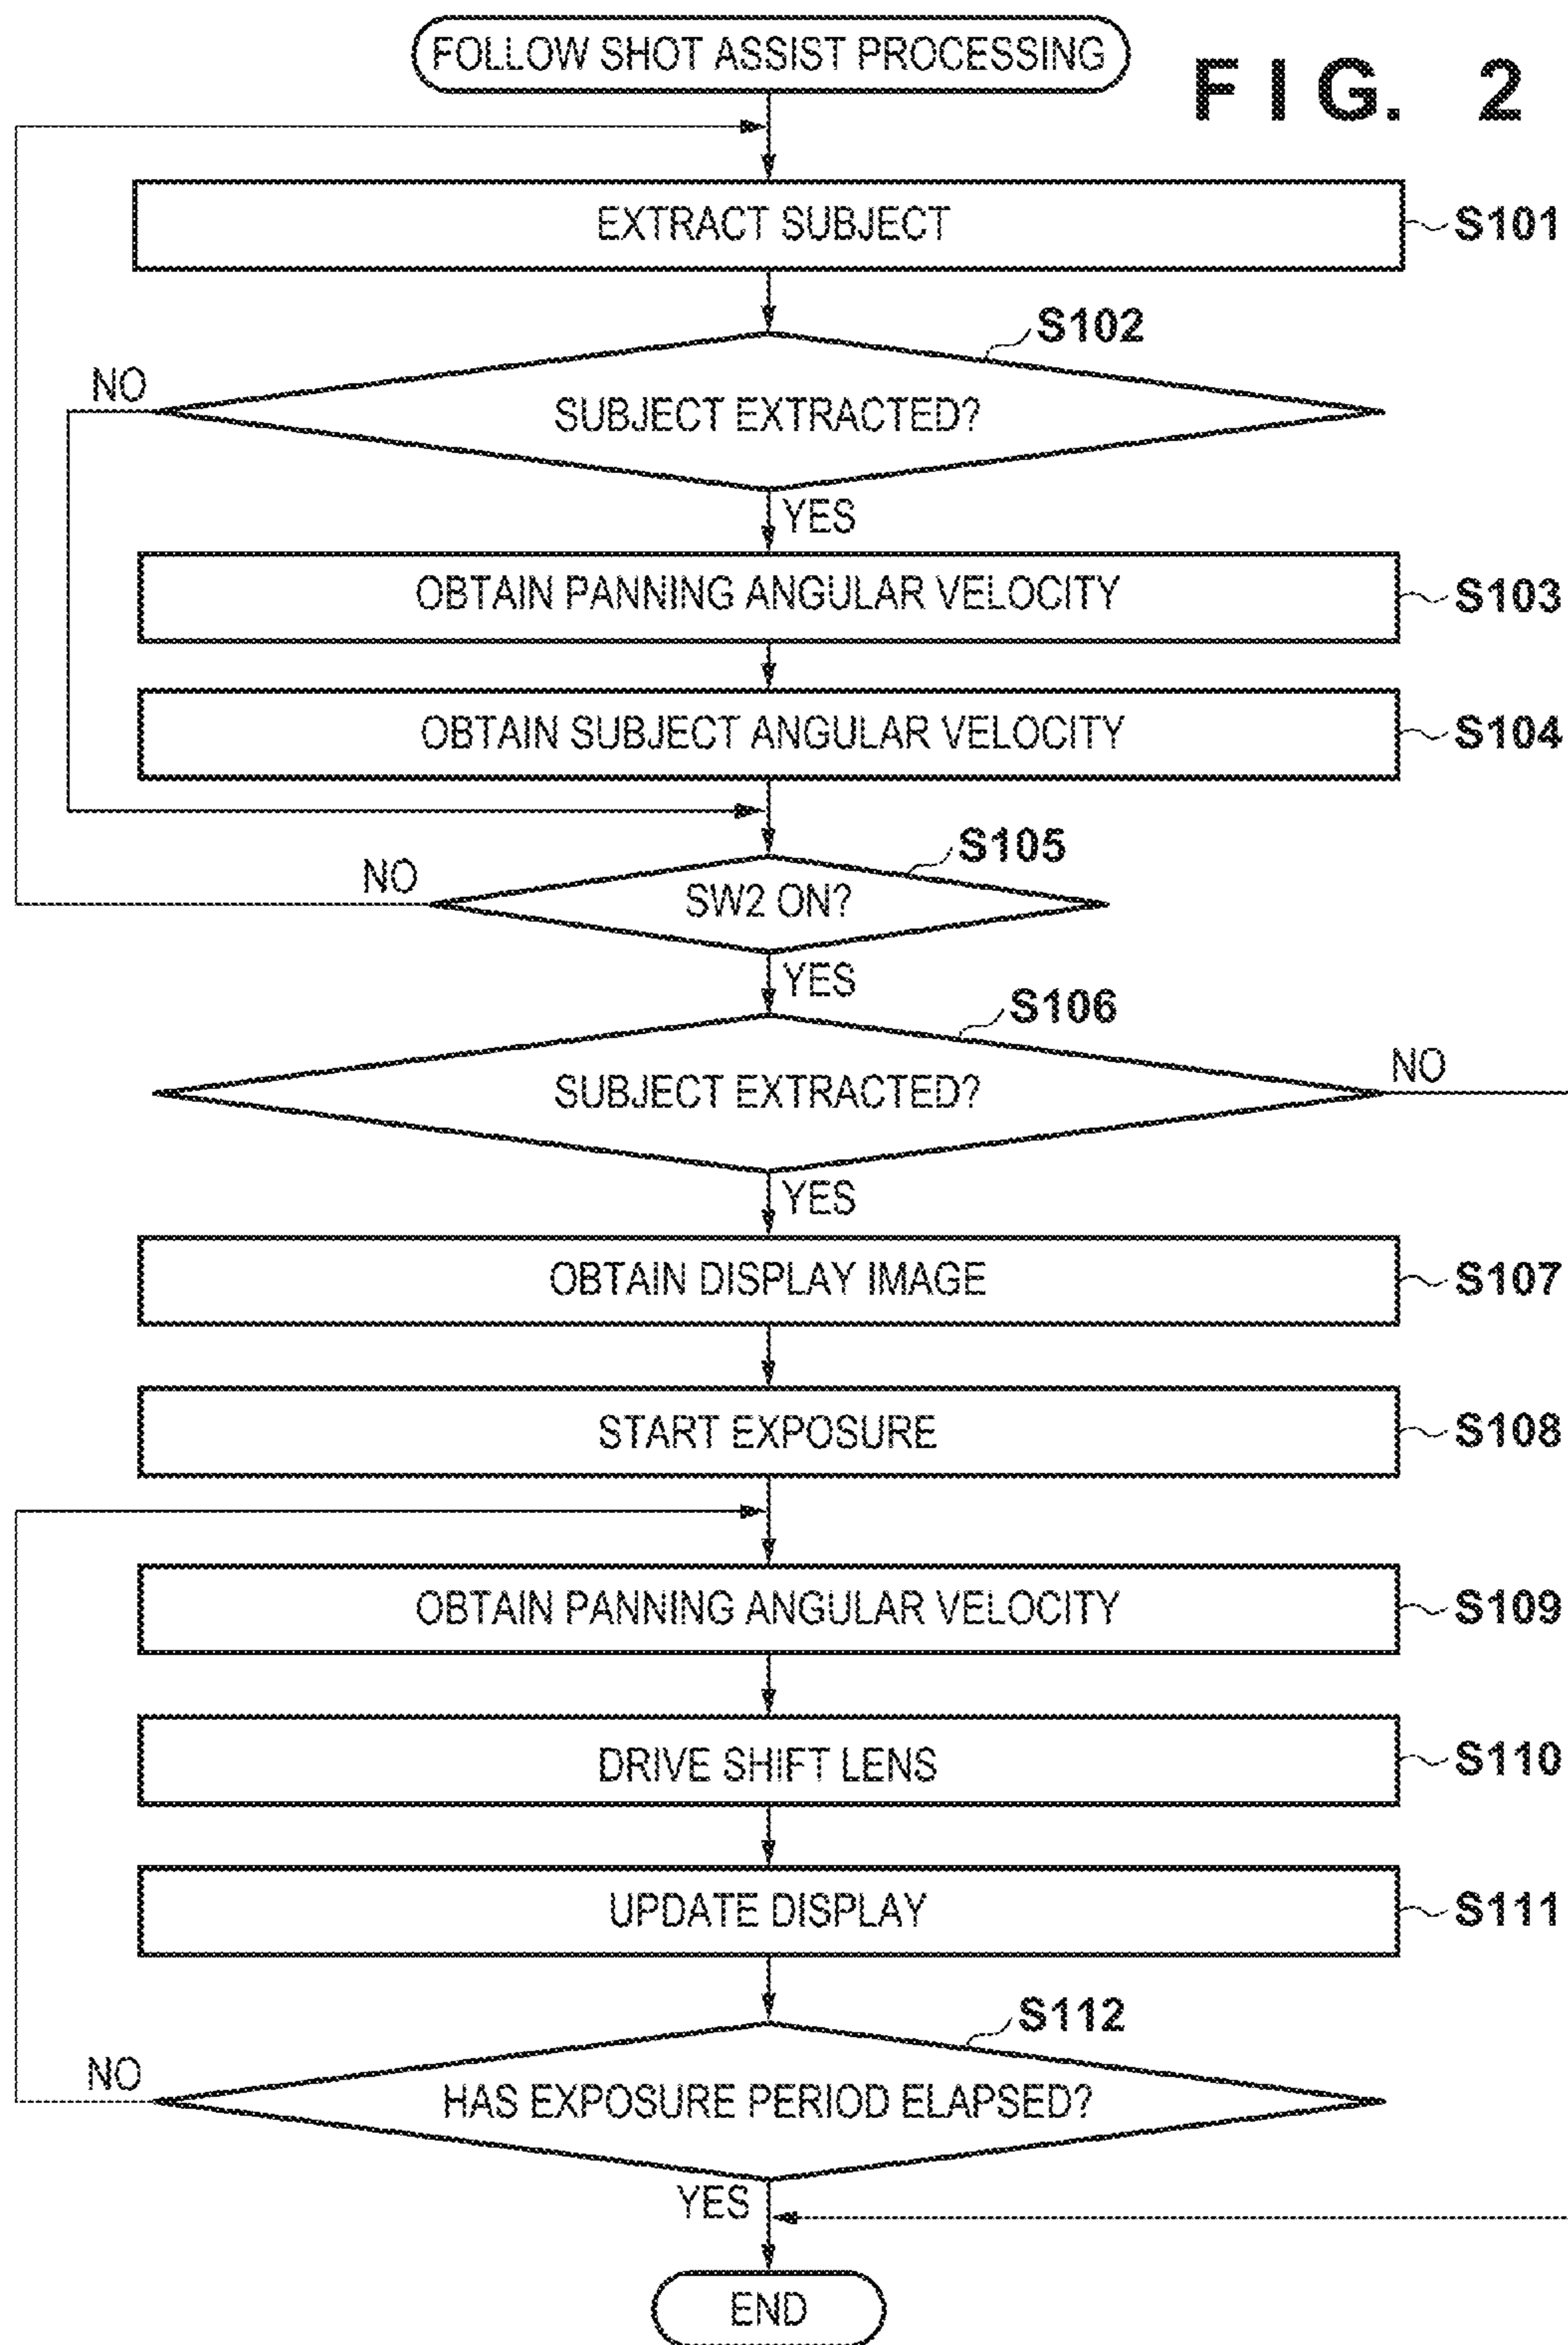 FOLLOW SHOT ASSIST PROCESSING
FIG. 2
EXTRACT SUBJECT
S101
S102
NO
SUBJECT EXTRACTED?
YES
OBTAIN PANNING ANGULAR VELOCITY
S103
OBTAIN SUBJECT ANGULAR VELOCITY
S104
S105
NO
SW2 ON?
YES
S106
SUBJECT EXTRACTED?
NO
YES
OBTAIN DISPLAY IMAGE
S107
START EXPOSURE
S108
OBTAIN PANNING ANGULAR VELOCITY
S109
DRIVE SHIFT LENS
S110
UPDATE DISPLAY
S111
S112
NO
HAS EXPOSURE PERIOD ELAPSED?
YES
END